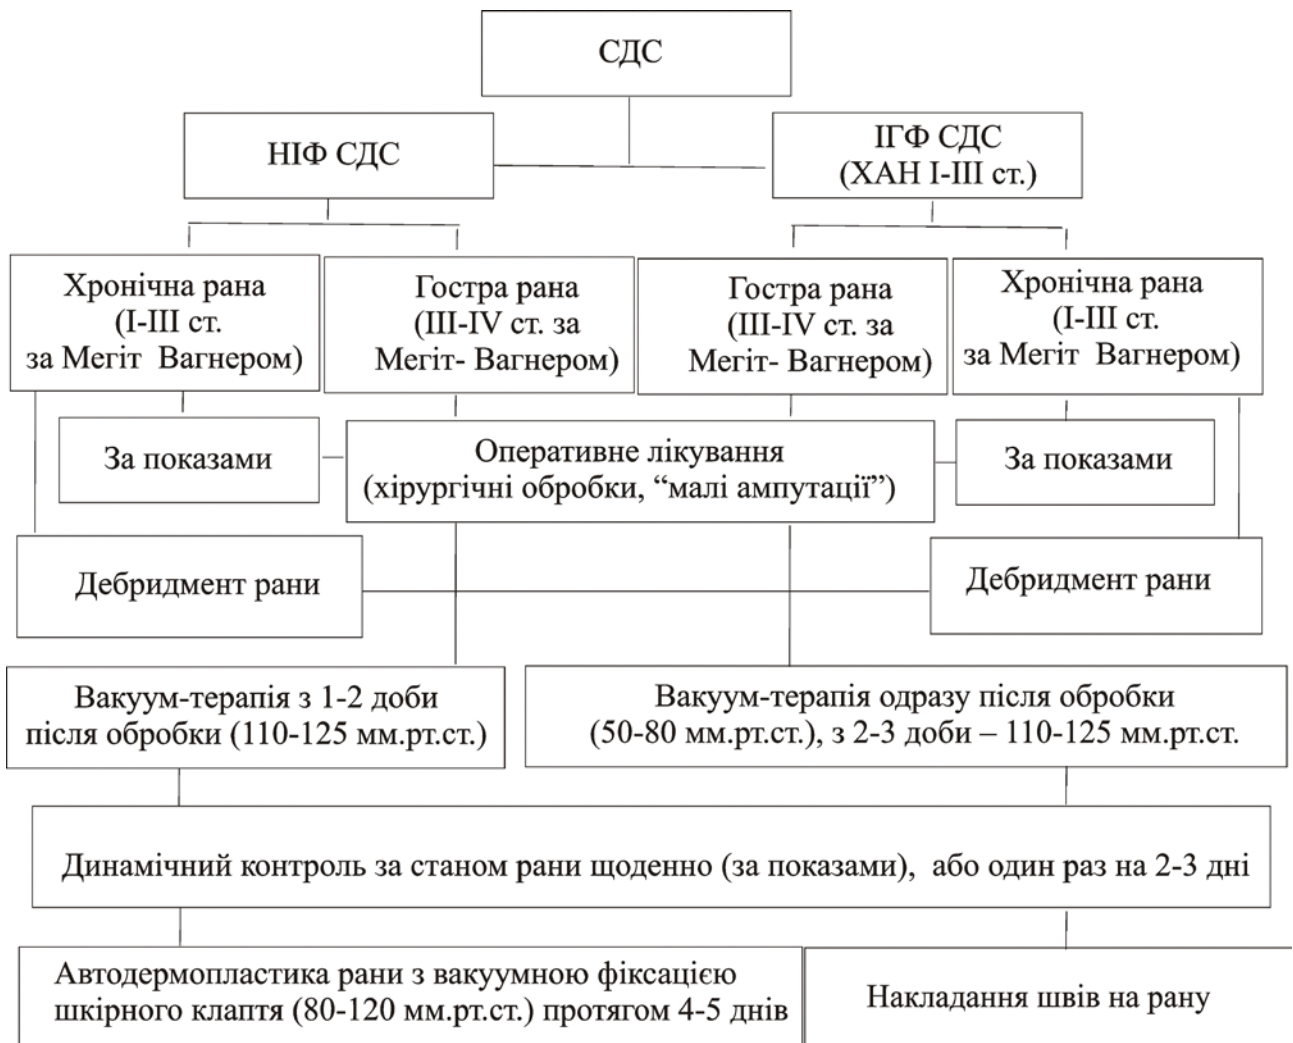 СДС
НІФ СДС
ІГФ СДС
(ХАН І-ІІІ ст.)
Хронічна рана
(І-ІІІ ст.
за Мегіт Вагнером)
Гостра рана
(ІІІ-IV ст. за
Мегіт- Вагнером)
Гостра рана
(ІІІ-IV ст. за
Мегіт- Вагнером)
Хронічна рана
(І-ІІІ ст.
за Мегіт Вагнером)
За показами
Оперативне лікування
(хірургічні обробки, “малі ампутації”)
За показами
Дебридмент рани
Дебридмент рани
Вакуум-терапія з 1-2 доби
після обробки (110-125 мм.рт.ст.)
Вакуум-терапія одразу після обробки
(50-80 мм.рт.ст.), з 2-3 доби – 110-125 мм.рт.ст.
Динамічний контроль за станом рани щоденно (за показами), або один раз на 2-3 дні
Автодермопластика рани з вакуумною фіксацією
шкірного клаптя (80-120 мм.рт.ст.) протягом 4-5 днів
Накладання швів на рану